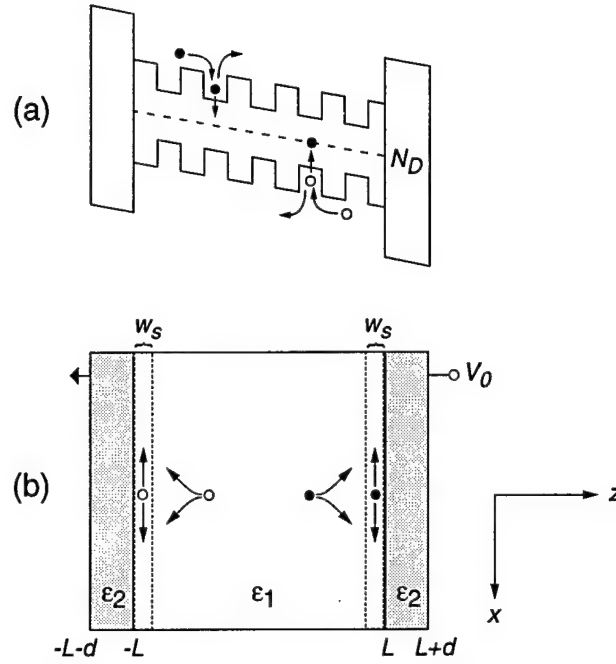 (a)
N_D
w_s w_s
V_0
(b)
z
ε_2 ε_1 ε_2
x
-L-d -L L L+d